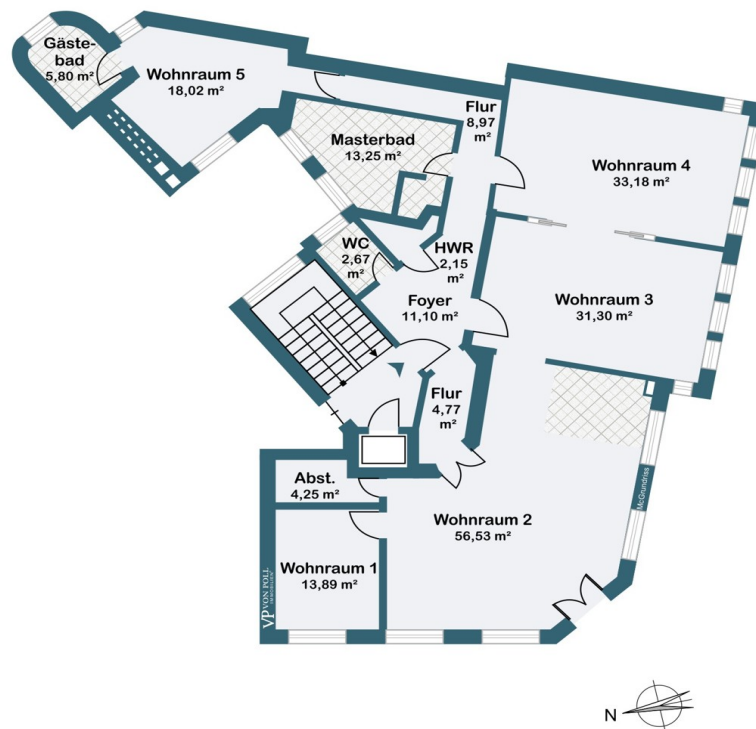 Gäste-
bad
5,80 m²
Wohnraum 5
18,02 m²
Flur
8,97
m²
Masterbad
13,25 m²
Wohnraum 4
33,18 m²
WC
2,67
m²
HWR
2,15
m²
Wohnraum 3
31,30 m²
Foyer
11,10 m²
Flur
4,77
m²
Abst.
4,25 m²
Wohnraum 2
56,53 m²
McGrundriss
Wohnraum 1
13,89 m²
VP VON POLL
IMMOBILIEN
N